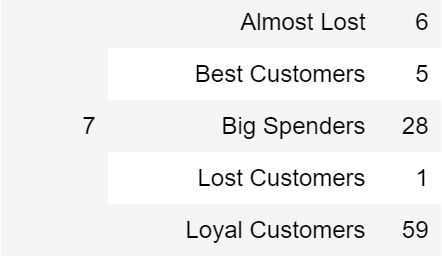 Almost Lost 6
Best Customers 5
7 Big Spenders 28
Lost Customers 1
Loyal Customers 59